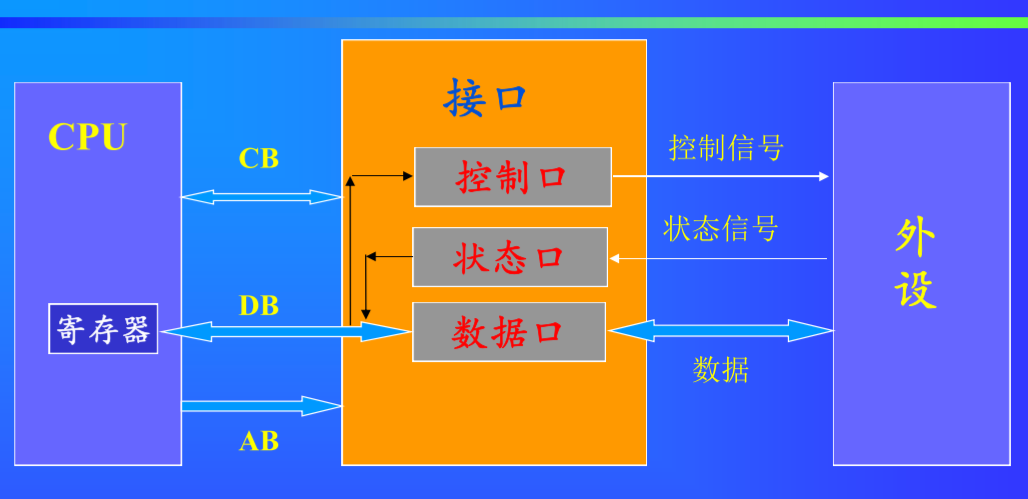 接口
CPU
CB
控制口
控制信号
状态口
状态信号
外
设
寄存器
DB
数据口
数据
AB